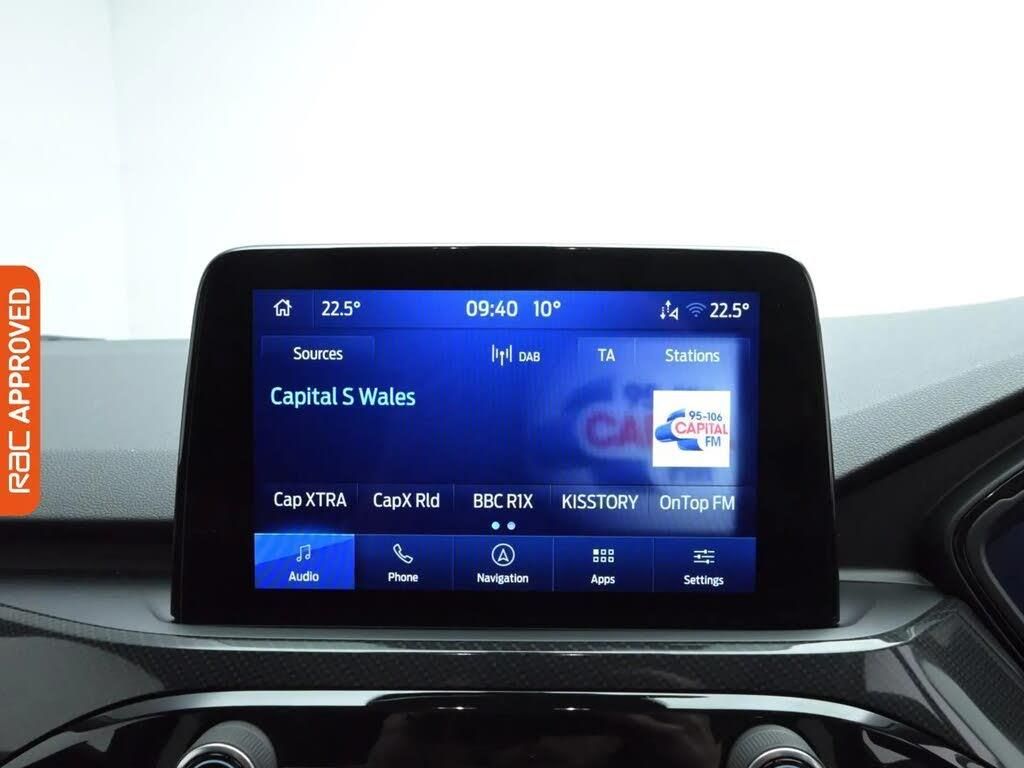 RAC APPROVED
22.5° 09:40 10° 22.5°
Sources DAB TA Stations
Capital S Wales
CA
95-106
CAPITAL
FM
Cap XTRA CapX Rld BBC R1X KISSTORY OnTop FM
Audio Phone Navigation Apps Settings